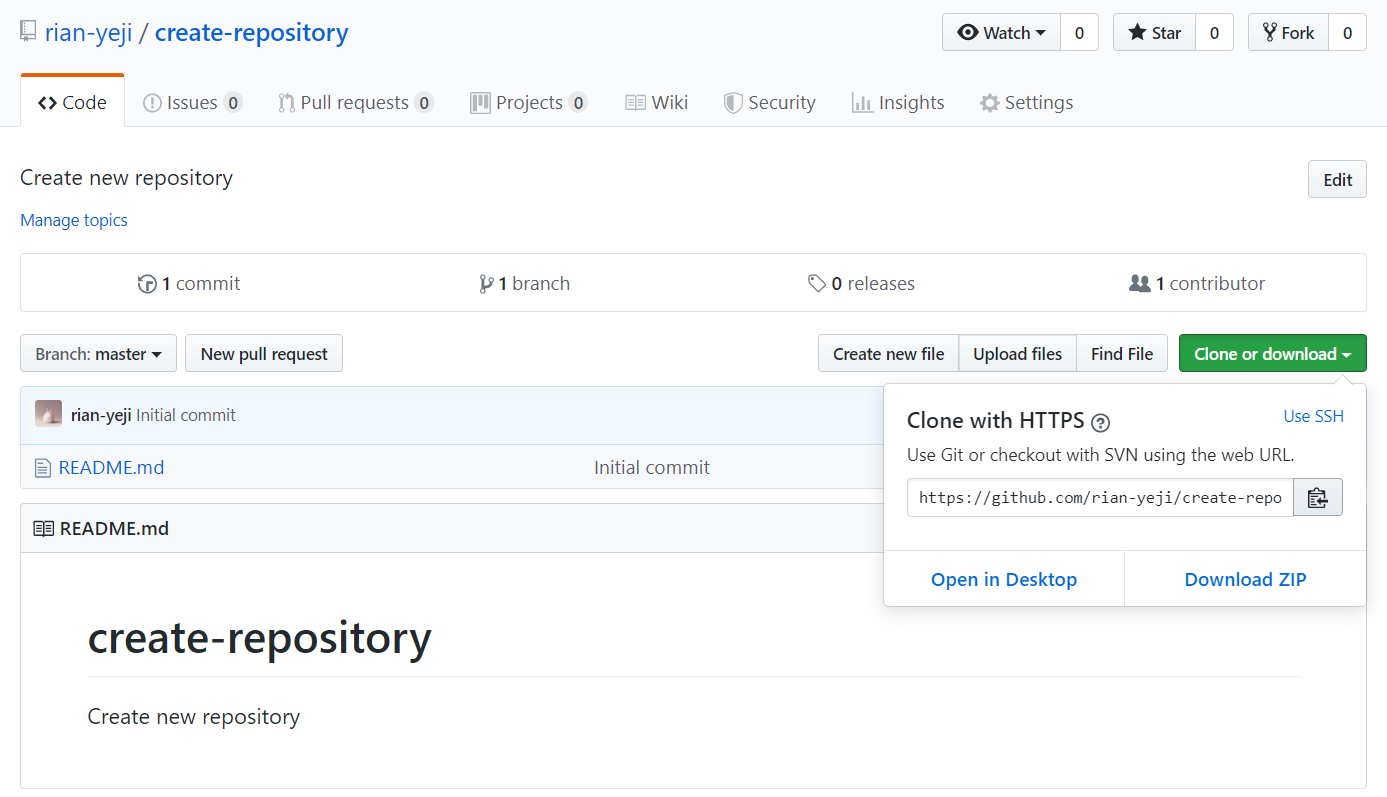 rian-yeji / create-repository
Watch 0 Star 0 Fork 0
Code Issues 0 Pull requests 0 Projects 0 Wiki Security Insights Settings
Create new repository
Edit
Manage topics
1 commit 1 branch 0 releases 1 contributor
Branch: master New pull request Create new file Upload files Find File Clone or download
rian-yeji Initial commit
README.md Initial commit
Clone with HTTPS ? Use SSH
Use Git or checkout with SVN using the web URL.
https://github.com/rian-yeji/create-repo
Open in Desktop Download ZIP
README.md
create-repository
Create new repository